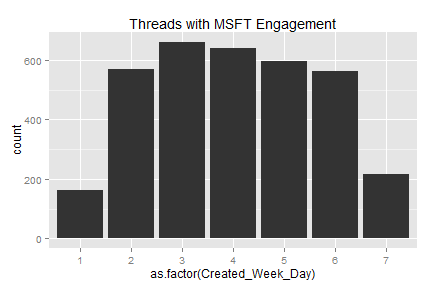 Threads with MSFT Engagement
600
400
200
0
count
1 2 3 4 5 6 7
as.factor(Created_Week_Day)